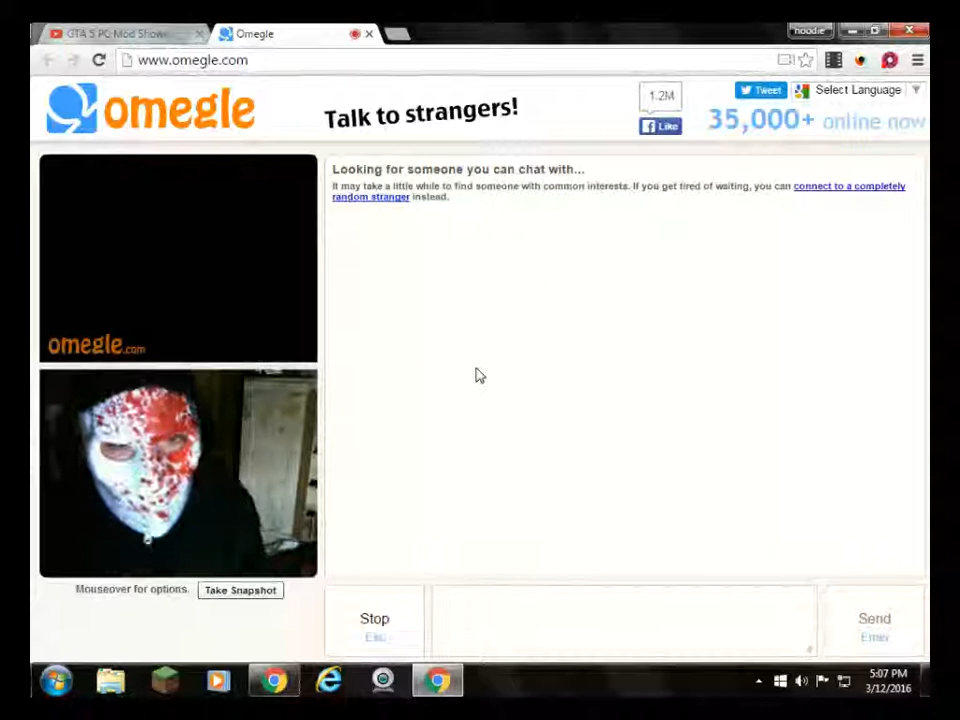 GTA 5 PC Mod Show
Omegle
hoodie
www.omegle.com
omegle
Talk to strangers!
1.2M
Like
Tweet
Select Language
35,000+ online now
Looking for someone you can chat with...
It may take a little while to find someone with common interests. If you get tired of waiting, you can connect to a completely
random stranger instead.
omegle.com
Mouseover for options.
Take Snapshot
Stop
Esc
Send
Enter
5:07 PM
3/12/2016